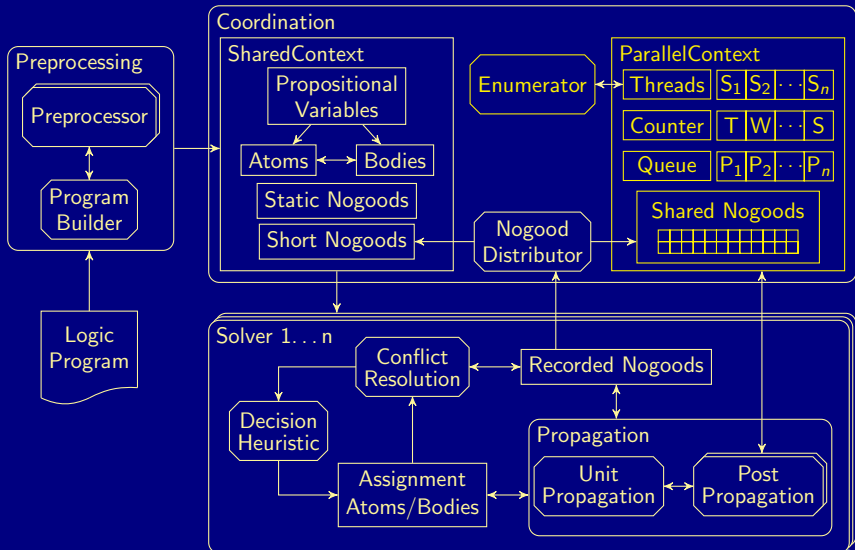 Coordination
SharedContext
Propositional
Variables
Atoms
Bodies
Static Nogoods
Short Nogoods
Preprocessing
Preprocessor
Program
Builder
Logic
Program
Enumerator
Nogood
Distributor
ParallelContext
Threads S₁ S₂ ··· Sₙ
Counter T W ··· S
Queue P₁ P₂ ··· Pₙ
Shared Nogoods
Solver 1...n
Conflict
Resolution
Recorded Nogoods
Decision
Heuristic
Assignment
Atoms/Bodies
Propagation
Unit
Propagation
Post
Propagation